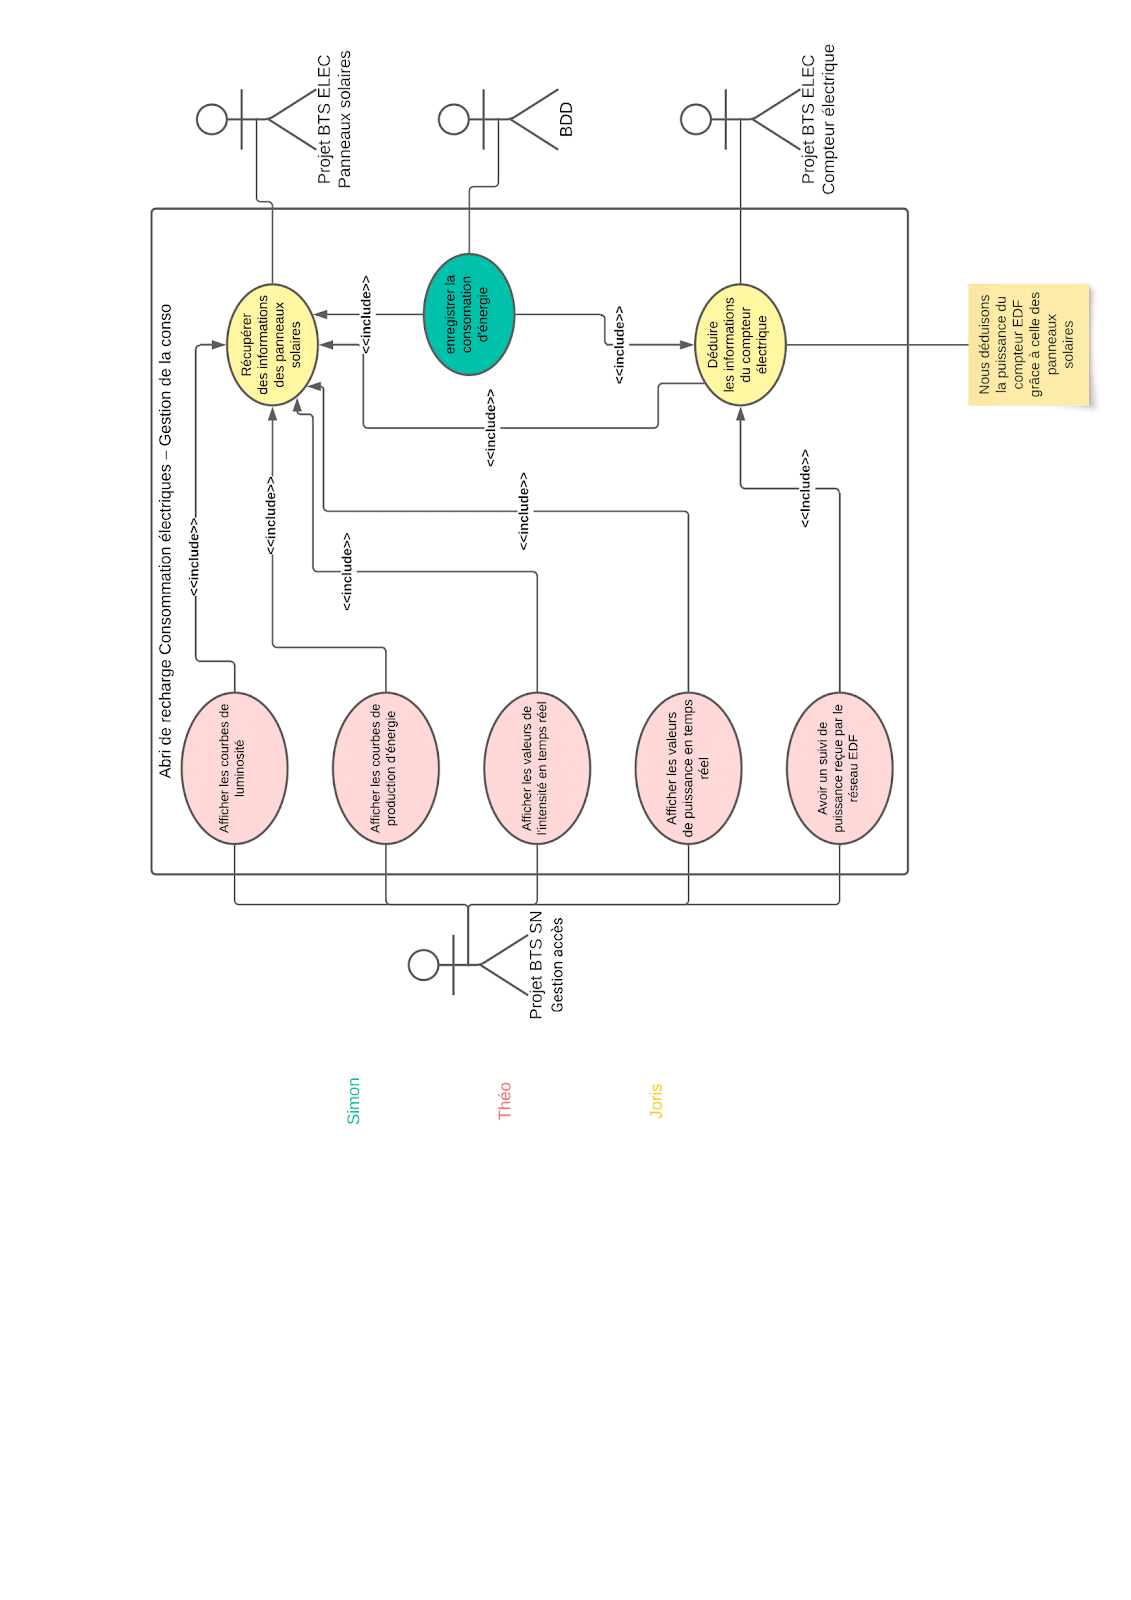 Abri de recharge Consommation électriques – Gestion de la conso
Projet BTS SN
Gestion accès
Afficher les courbes de
luminosité
Afficher les courbes de
production d'énergie
Afficher les valeurs de
l'intensité en temps réel
Afficher les valeurs
de puissance en temps
réel
Avoir un suivi de
puissance reçue par le
réseau EDF
<<include>>
<<include>>
<<include>>
<<include>>
<<Include>>
<<include>>
<<include>>
<<include>>
Récupérer
des informations
des panneaux
solaires
enregistrer la
consomation
d'énergie
Déduire
les informations
du compteur
électrique
Projet BTS ELEC
Panneaux solaires
BDD
Projet BTS ELEC
Compteur électrique
Nous déduisons
la puissance du
compteur EDF
grâce à celle des
panneaux
solaires
Simon
Théo
Joris